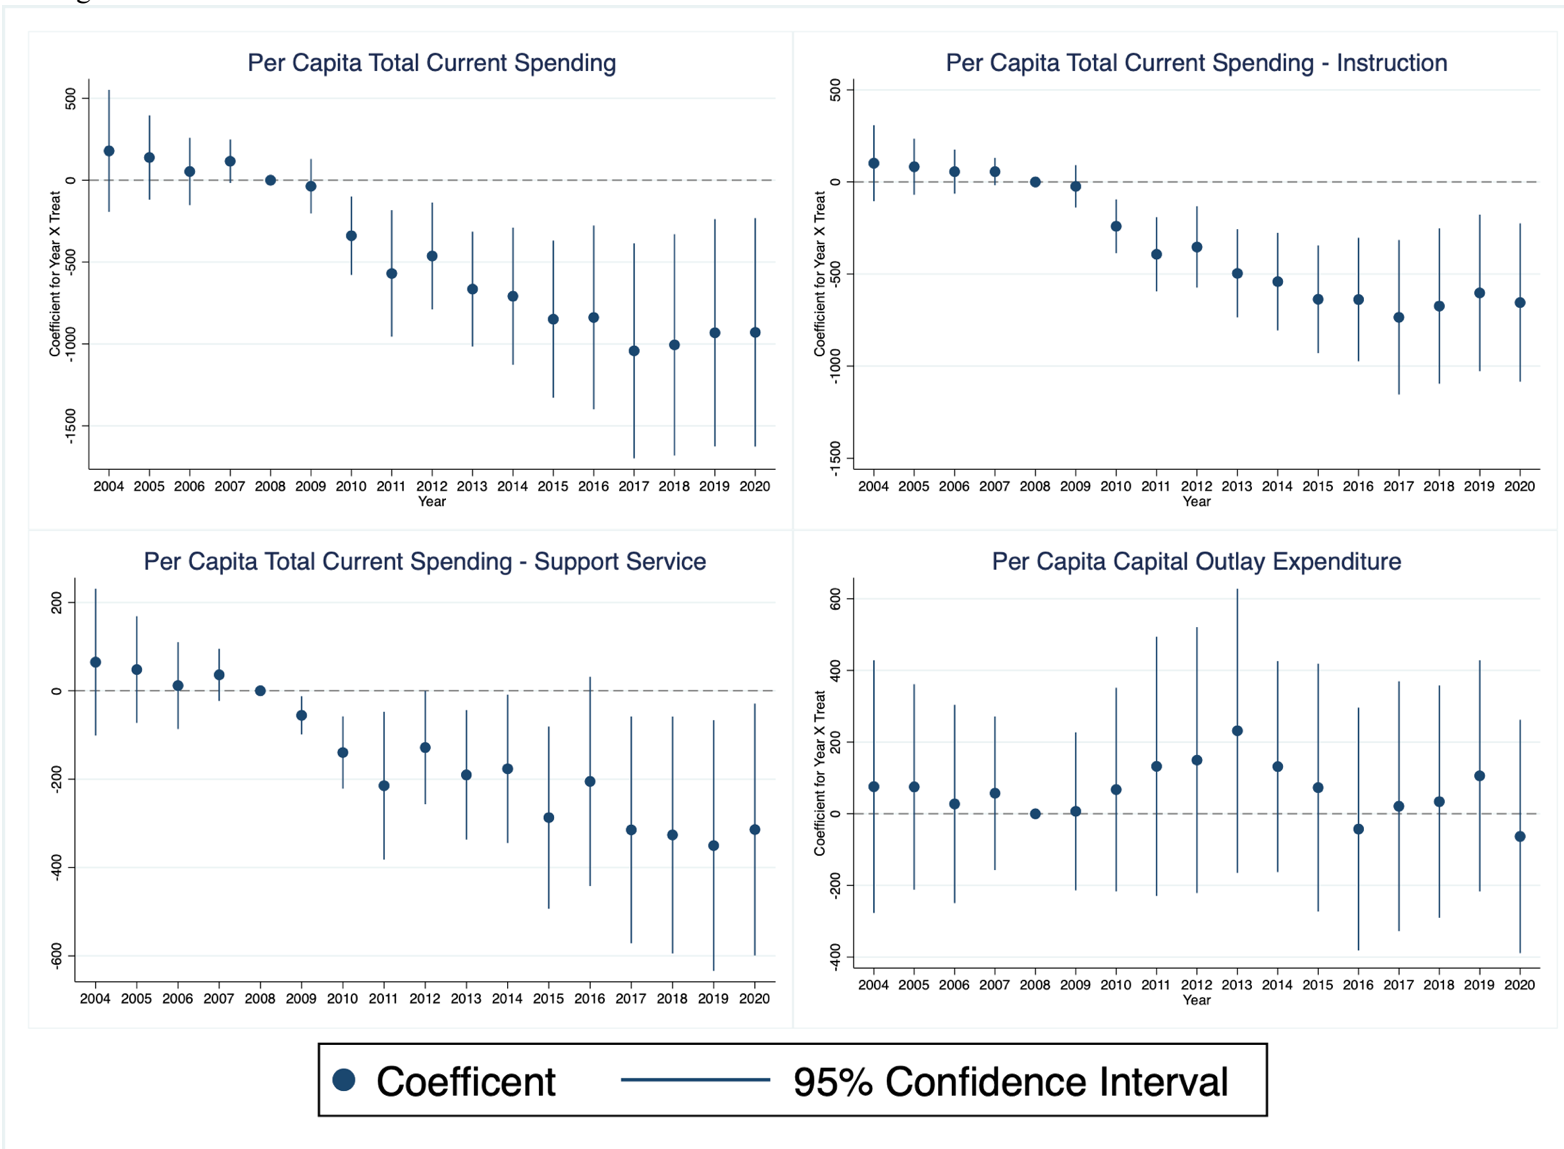 Per Capita Total Current Spending
Coefficient for Year X Treat
500
0
-500
-1000
-1500
2004 2005 2006 2007 2008 2009 2010 2011 2012 2013 2014 2015 2016 2017 2018 2019 2020
Year
Per Capita Total Current Spending - Instruction
Coefficient for Year X Treat
500
0
-500
-1000
-1500
2004 2005 2006 2007 2008 2009 2010 2011 2012 2013 2014 2015 2016 2017 2018 2019 2020
Year
Per Capita Total Current Spending - Support Service
200
0
-200
-400
-600
2004 2005 2006 2007 2008 2009 2010 2011 2012 2013 2014 2015 2016 2017 2018 2019 2020
Per Capita Capital Outlay Expenditure
Coefficient for Year X Treat
600
400
200
0
-200
-400
2004 2005 2006 2007 2008 2009 2010 2011 2012 2013 2014 2015 2016 2017 2018 2019 2020
Year
Coefficent
95% Confidence Interval